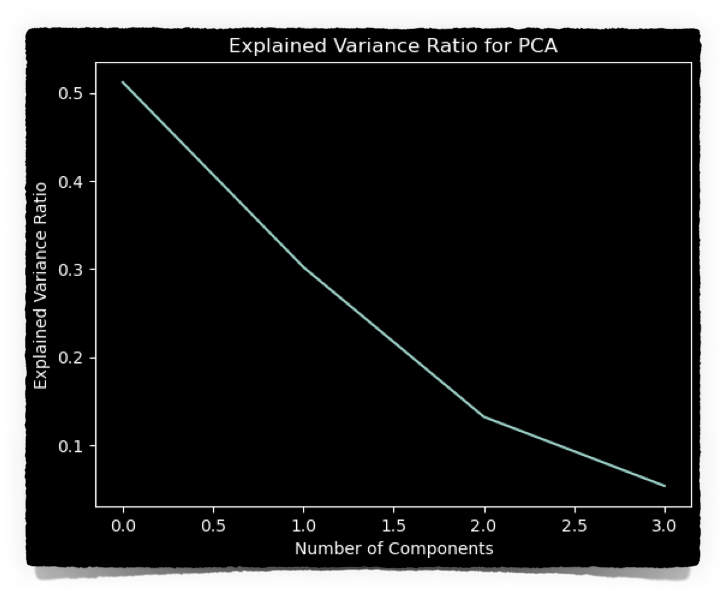 Explained Variance Ratio for PCA
Explained Variance Ratio
0.5
0.4
0.3
0.2
0.1
0.0 0.5 1.0 1.5 2.0 2.5 3.0
Number of Components